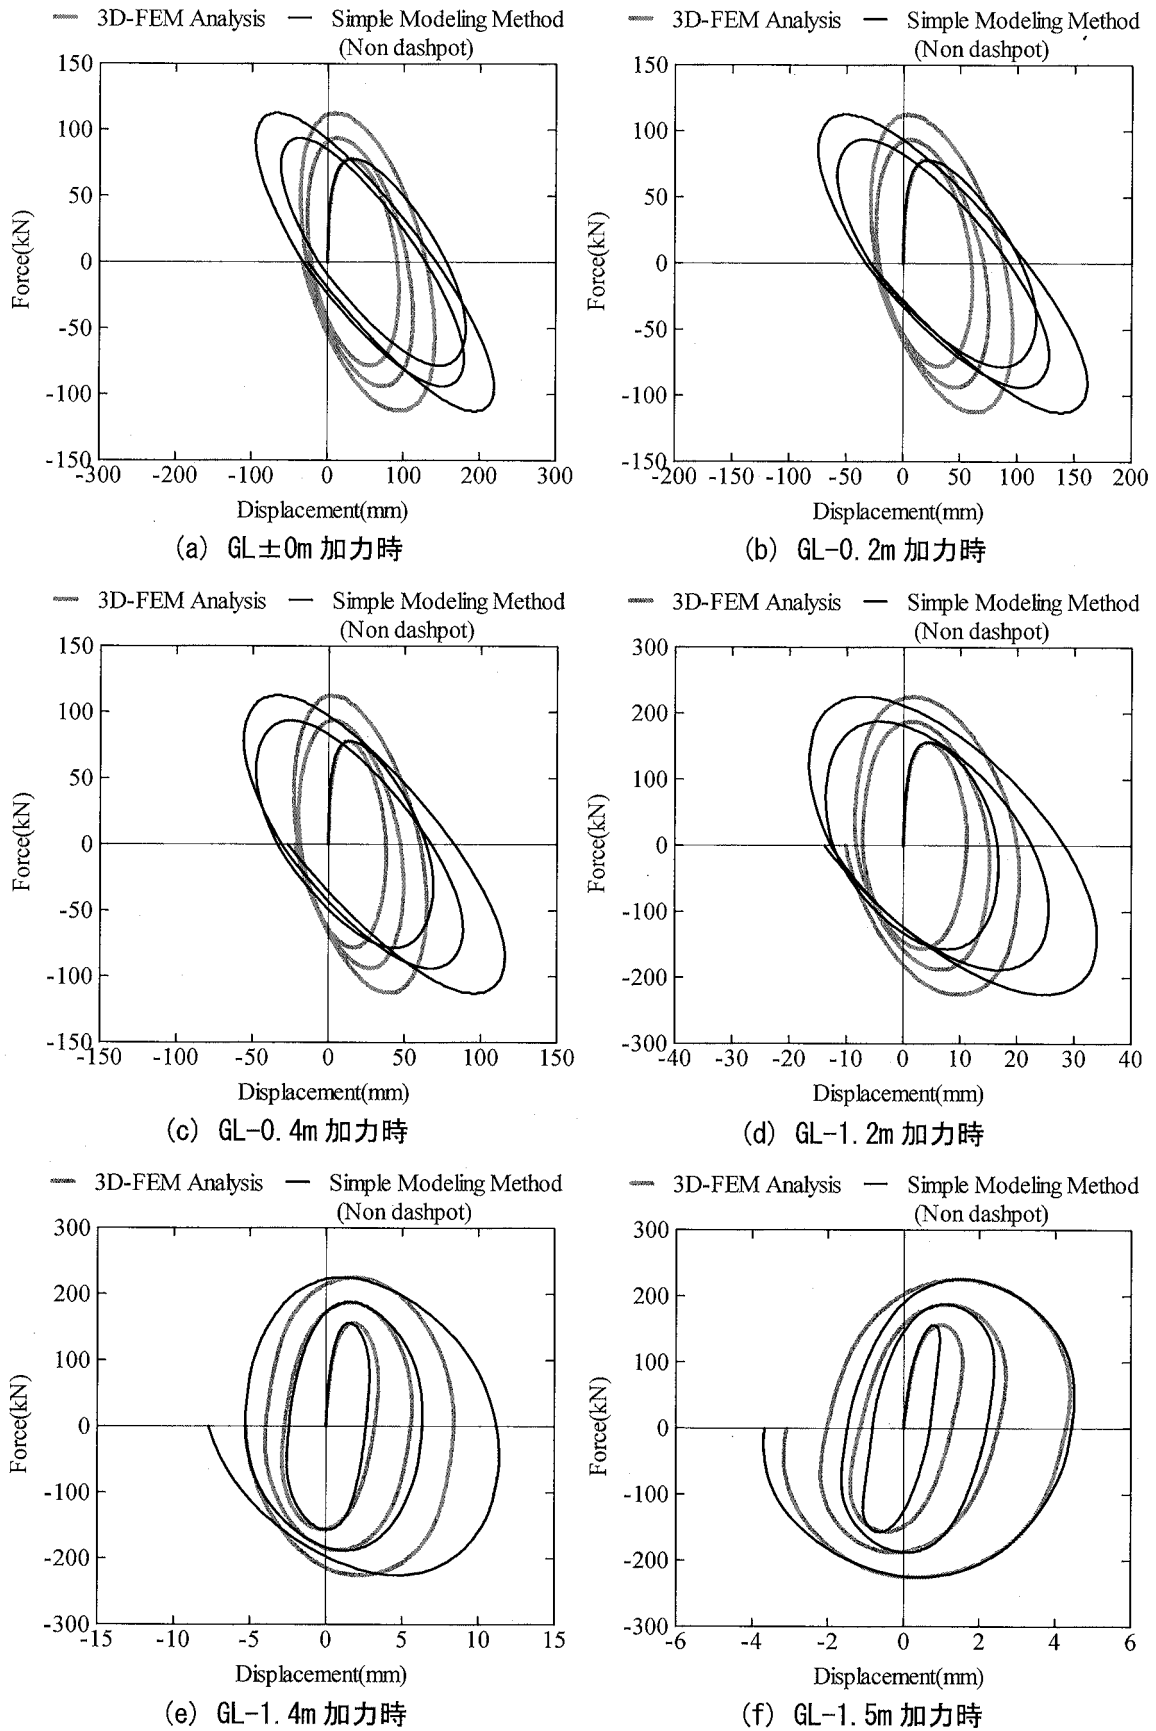 3D-FEM Analysis Simple Modeling Method
(Non dashpot)
150
100
50
0
-50
-100
-150
Force(kN)
-300 -200 -100 0 100 200 300
Displacement(mm)
(a) GL±0m 加力時
3D-FEM Analysis Simple Modeling Method
(Non dashpot)
150
100
50
0
-50
-100
-150
Force(kN)
-200 -150 -100 -50 0 50 100 150 200
Displacement(mm)
(b) GL-0.2m 加力時
3D-FEM Analysis Simple Modeling Method
(Non dashpot)
150
100
50
0
-50
-100
-150
Force(kN)
-150 -100 -50 0 50 100 150
Displacement(mm)
(c) GL-0.4m 加力時
3D-FEM Analysis Simple Modeling Method
(Non dashpot)
300
200
100
0
-100
-200
-300
Force(kN)
-40 -30 -20 -10 0 10 20 30 40
Displacement(mm)
(d) GL-1.2m 加力時
3D-FEM Analysis Simple Modeling Method
(Non dashpot)
300
200
100
0
-100
-200
-300
Force(kN)
-15 -10 -5 0 5 10 15
Displacement(mm)
(e) GL-1.4m 加力時
3D-FEM Analysis Simple Modeling Method
(Non dashpot)
300
200
100
0
-100
-200
-300
Force(kN)
-6 -4 -2 0 2 4 6
Displacement(mm)
(f) GL-1.5m 加力時